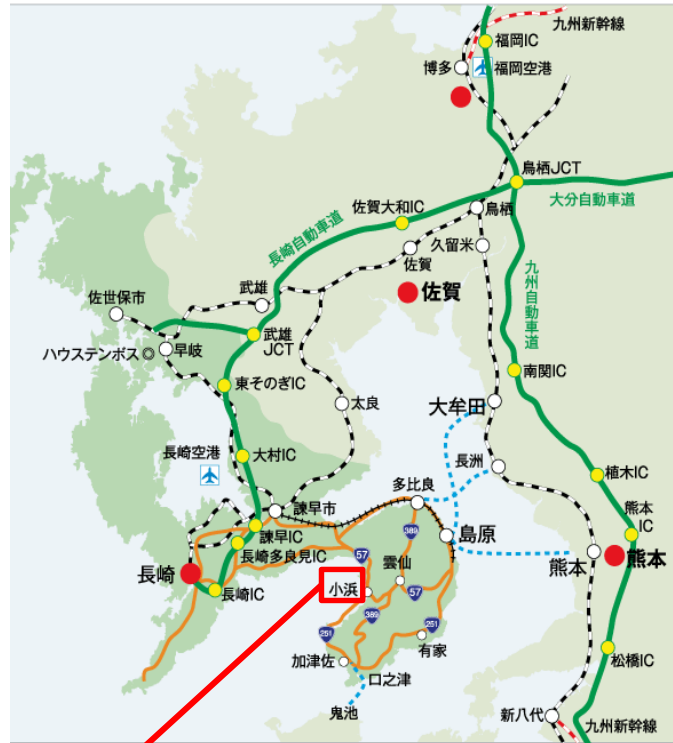 九州新幹線
福岡IC
博多
福岡空港
鳥栖JCT
大分自動車道
佐賀大和IC
鳥栖
長崎自動車道
久留米
佐賀
九州自動車道
佐賀
武雄
佐世保市
武雄
JCT
ハウステンボス
早岐
南関IC
東そのぎIC
太良
大牟田
長崎空港
大村IC
長洲
植木IC
多比良
諫早市
熊本
IC
諫早IC
389
島原
長崎多良見IC
57
雲仙
熊本
熊本
長崎
小浜
57
長崎IC
389
251
251
有家
加津佐
松橋IC
口之津
鬼池
新八代
九州新幹線